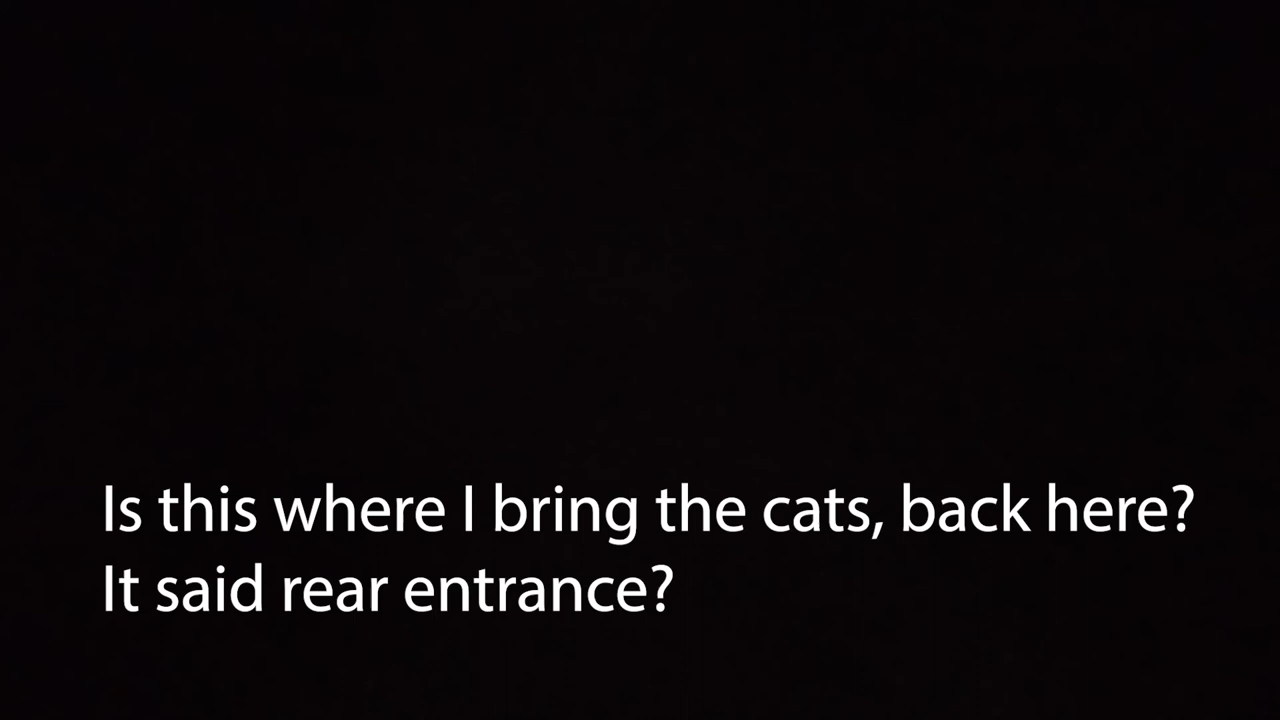 Is this where I bring the cats, back here?
It said rear entrance?